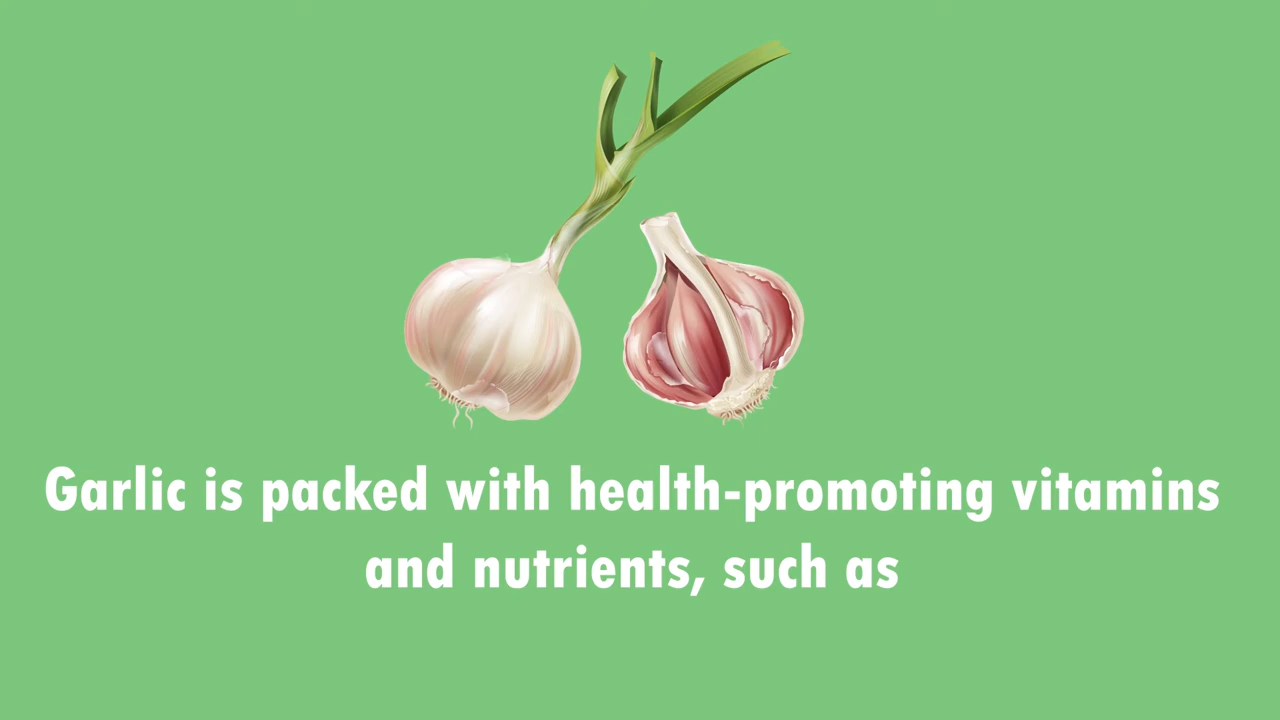 Garlic is packed with health-promoting vitamins
and nutrients, such as